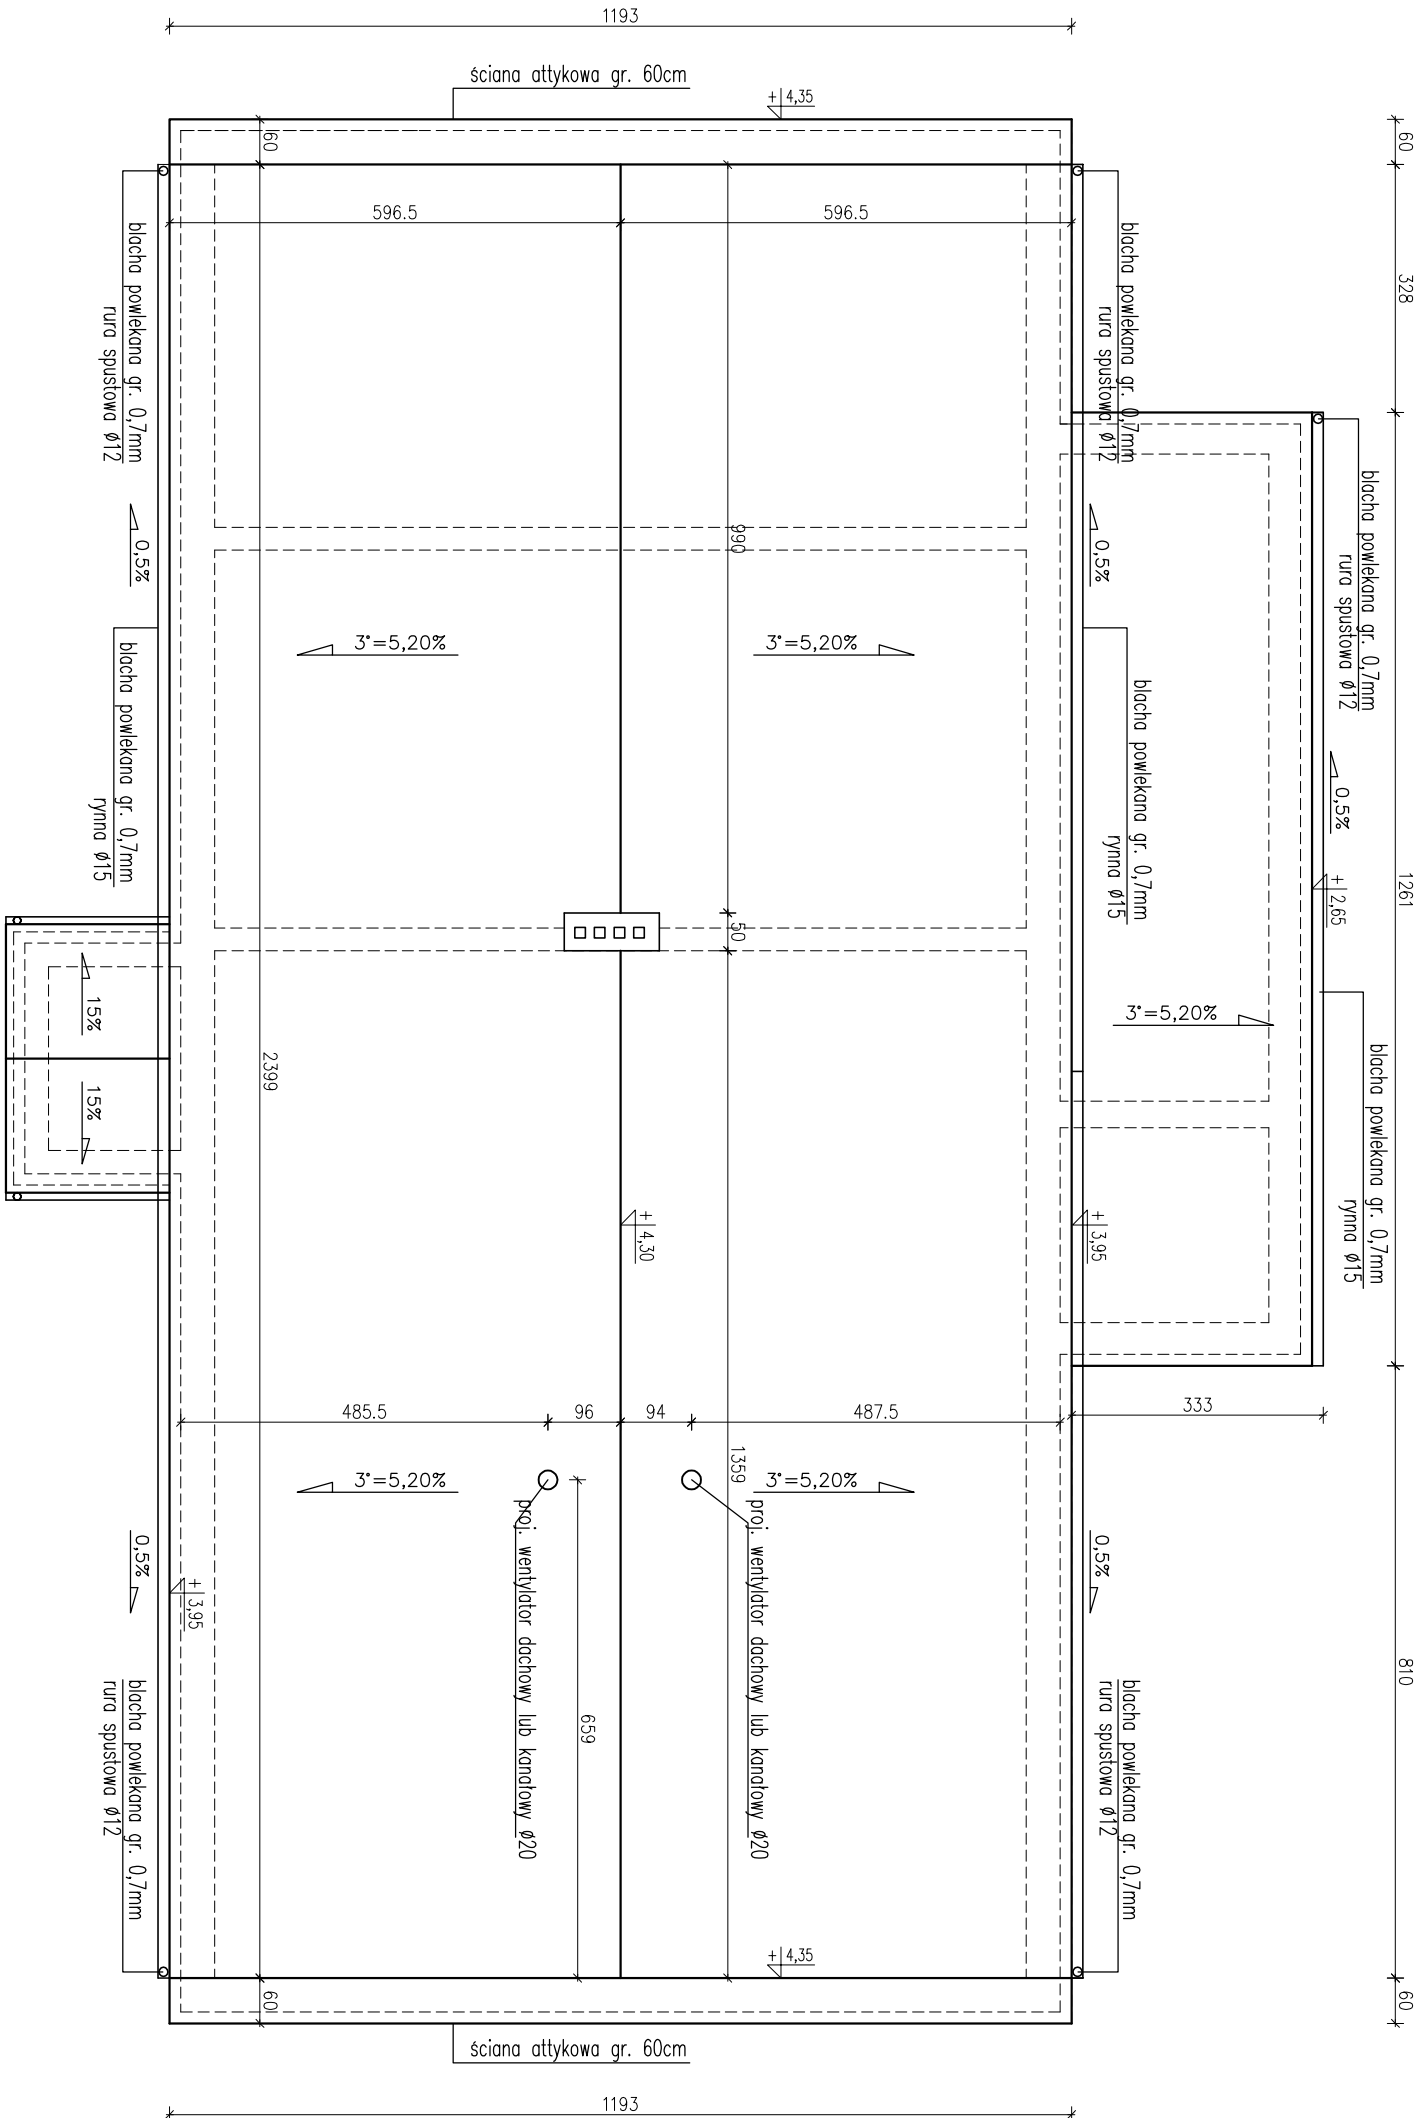 1193
ściana attykowa gr. 60cm
+ 4,35
60
60
328
1261
810
60
596.5
596.5
blacha powlekana gr. 0,7mm
rura spustowa ø12
blacha powlekana gr. 0,7mm
rura spustowa ø12
blacha powlekana gr. 0,7mm
rura spustowa ø12
0,5%
0,5%
0,5%
990
3°=5,20%
3°=5,20%
blacha powlekana gr. 0,7mm
rynna ø15
blacha powlekana gr. 0,7mm
rynna ø15
+ 2,65
50
15%
15%
2399
3°=5,20%
blacha powlekana gr. 0,7mm
rynna ø15
+ 4,30
+ 3,95
485.5
96
94
487.5
333
1359
3°=5,20%
3°=5,20%
proj. wentylator dachowy lub kanałowy ø20
proj. wentylator dachowy lub kanałowy ø20
659
0,5%
0,5%
+ 3,95
blacha powlekana gr. 0,7mm
rura spustowa ø12
blacha powlekana gr. 0,7mm
rura spustowa ø12
+ 4,35
60
ściana attykowa gr. 60cm
1193